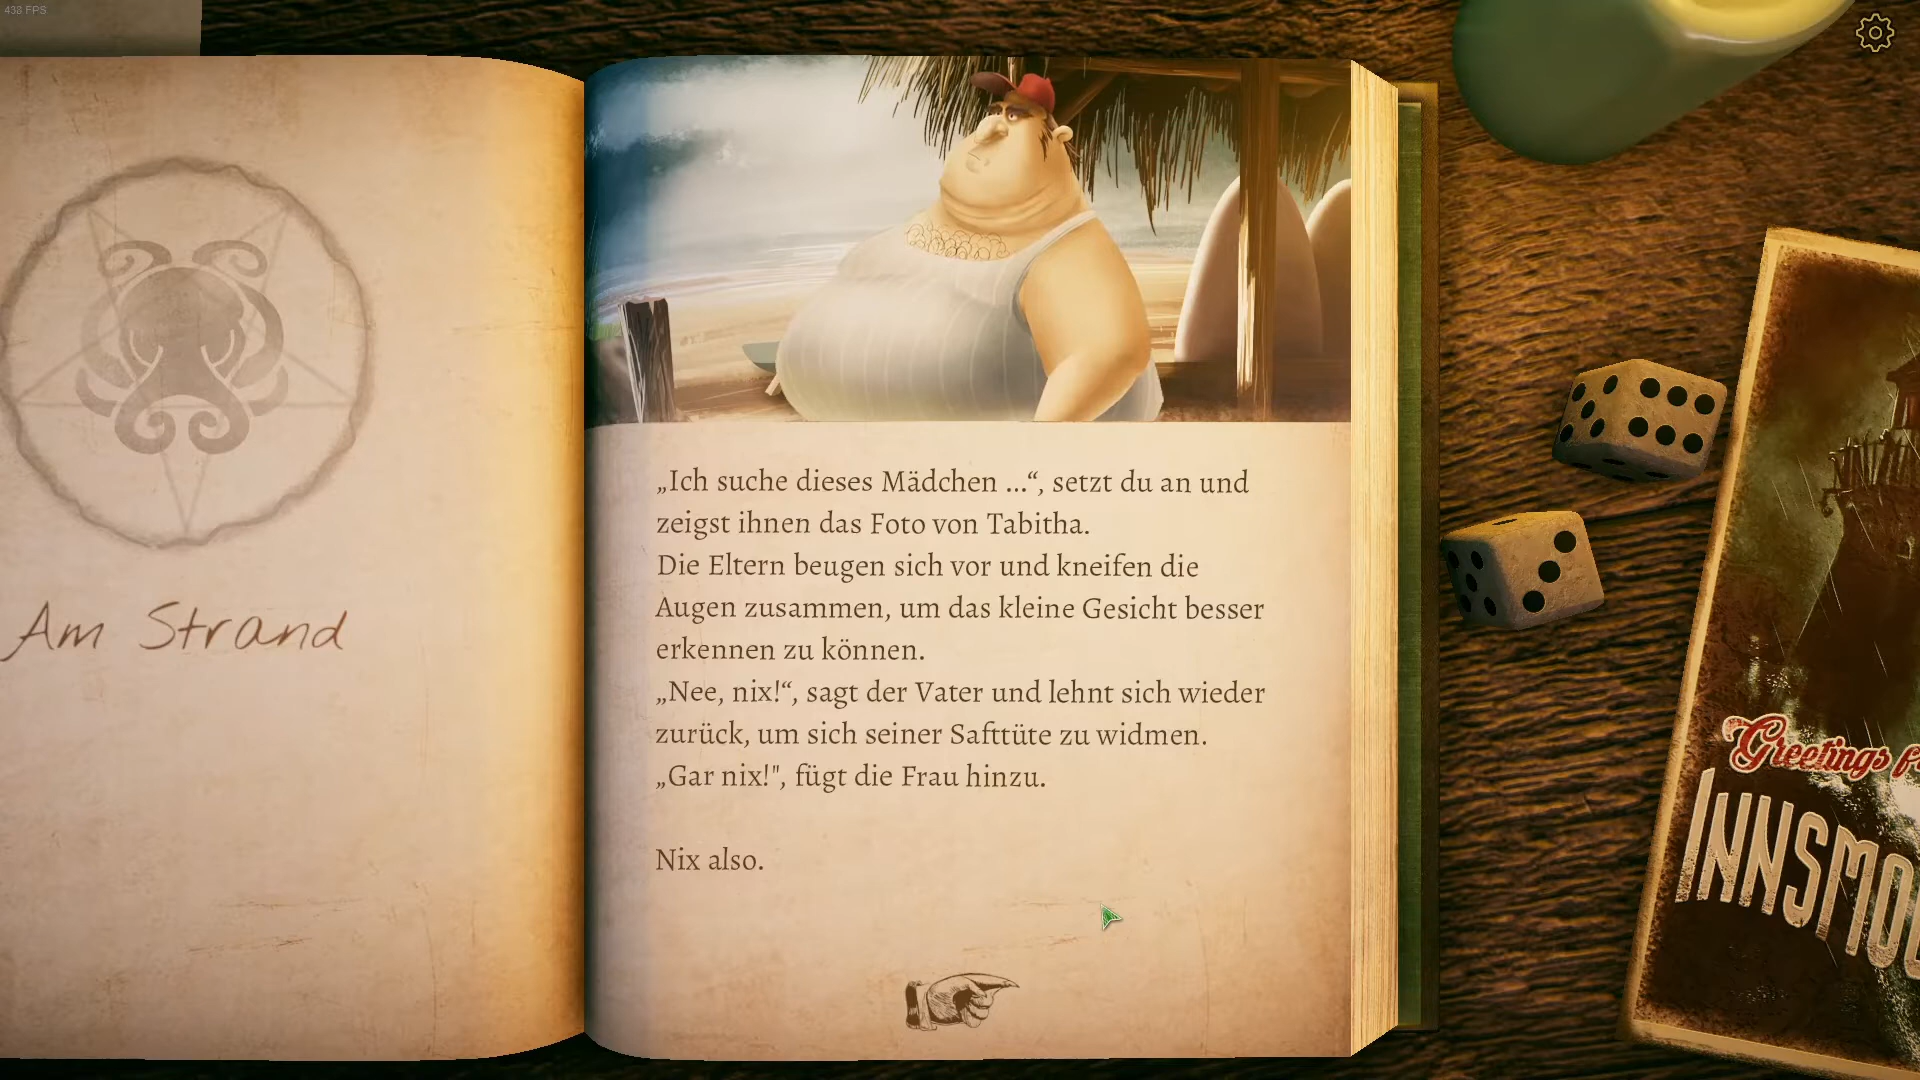 438 FPS
Am Strand
„Ich suche dieses Mädchen ...“, setzt du an und
zeigst ihnen das Foto von Tabitha.
Die Eltern beugen sich vor und kneifen die
Augen zusammen, um das kleine Gesicht besser
erkennen zu können.
„Nee, nix!“, sagt der Vater und lehnt sich wieder
zurück, um sich seiner Safttüte zu widmen.
„Gar nix!", fügt die Frau hinzu.
Nix also.
Greetings